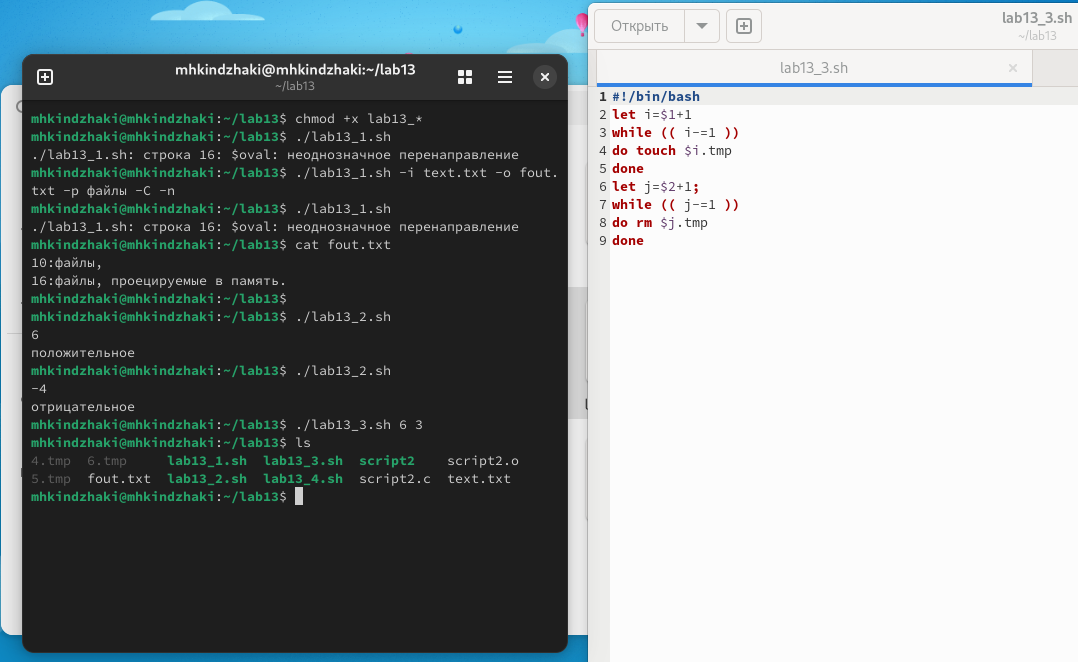 mhkindzhaki@mhkindzhaki:~/lab13
~/lab13
mhkindzhaki@mhkindzhaki:~/lab13$ chmod +x lab13_*
mhkindzhaki@mhkindzhaki:~/lab13$ ./lab13_1.sh
./lab13_1.sh: строка 16: $oval: неоднозначное перенаправление
mhkindzhaki@mhkindzhaki:~/lab13$ ./lab13_1.sh -i text.txt -o fout.
txt -p файлы -C -n
mhkindzhaki@mhkindzhaki:~/lab13$ ./lab13_1.sh
./lab13_1.sh: строка 16: $oval: неоднозначное перенаправление
mhkindzhaki@mhkindzhaki:~/lab13$ cat fout.txt
10:файлы,
16:файлы, проецируемые в память.
mhkindzhaki@mhkindzhaki:~/lab13$
mhkindzhaki@mhkindzhaki:~/lab13$ ./lab13_2.sh
6
положительное
mhkindzhaki@mhkindzhaki:~/lab13$ ./lab13_2.sh
-4
отрицательное
mhkindzhaki@mhkindzhaki:~/lab13$ ./lab13_3.sh 6 3
mhkindzhaki@mhkindzhaki:~/lab13$ ls
4.tmp  6.tmp     lab13_1.sh  lab13_3.sh  script2    script2.o
5.tmp  fout.txt  lab13_2.sh  lab13_4.sh  script2.c  text.txt
mhkindzhaki@mhkindzhaki:~/lab13$
Открыть
lab13_3.sh
~/lab13
lab13_3.sh
1 #!/bin/bash
2 let i=$1+1
3 while (( i-=1 ))
4 do touch $i.tmp
5 done
6 let j=$2+1;
7 while (( j-=1 ))
8 do rm $j.tmp
9 done